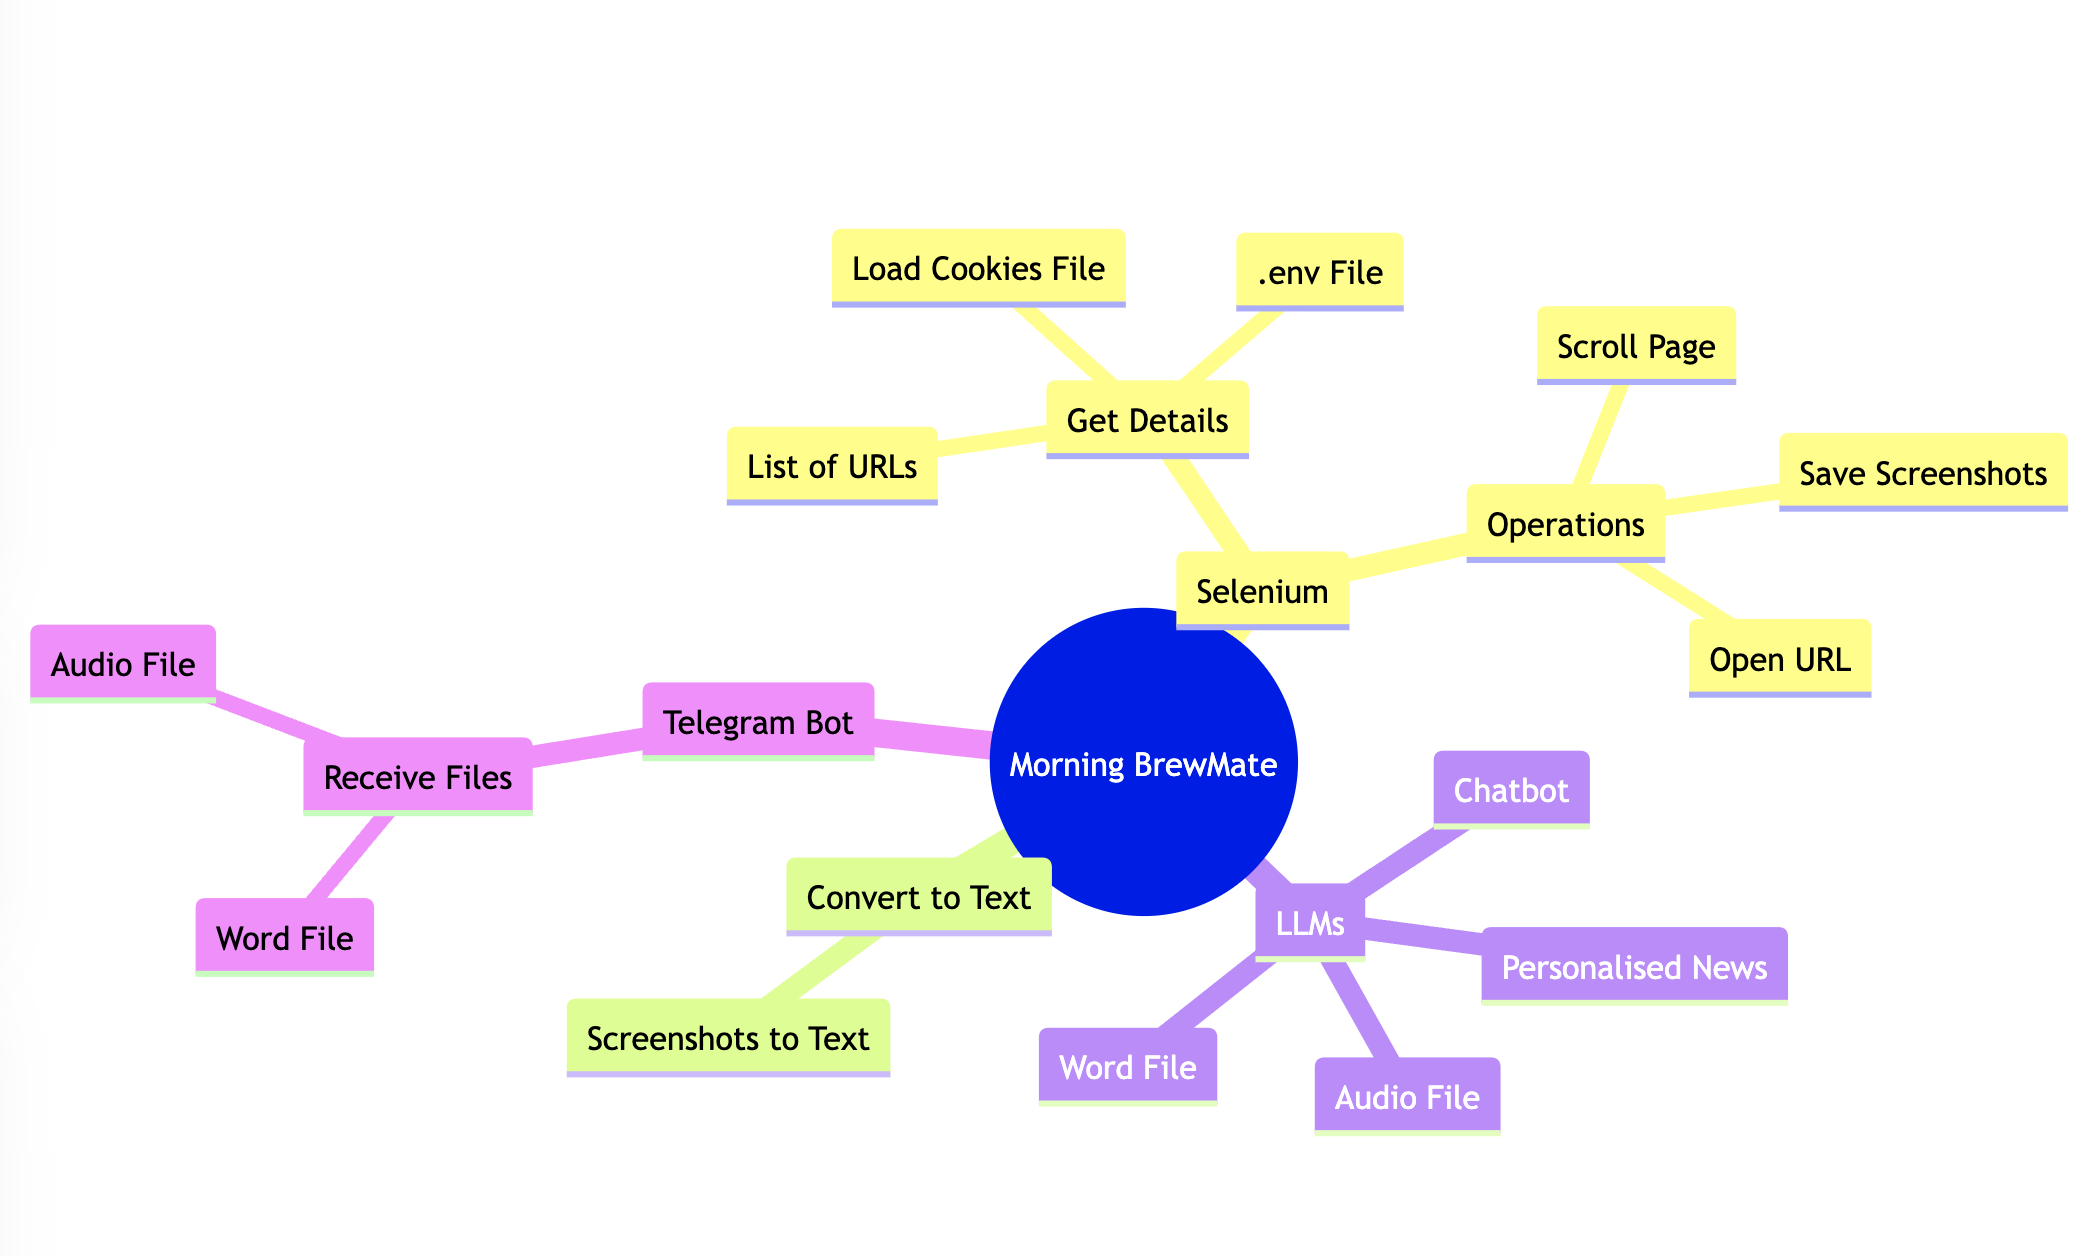 Load Cookies File
.env File
Scroll Page
Get Details
List of URLs
Save Screenshots
Operations
Selenium
Open URL
Audio File
Telegram Bot
Receive Files
Morning BrewMate
Chatbot
Convert to Text
LLMs
Word File
Personalised News
Screenshots to Text
Word File
Audio File